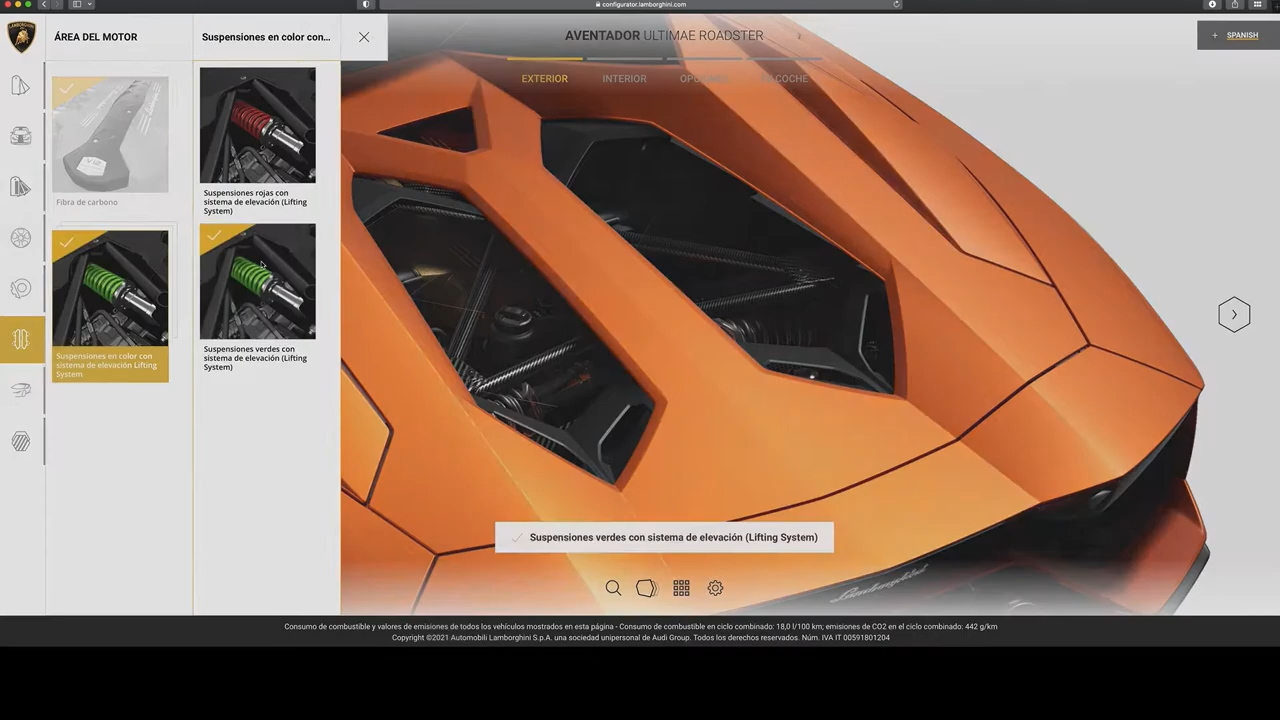 configurator.lamborghini.com
ÁREA DEL MOTOR
Suspensiones en color con...
AVENTADOR ULTIMAE ROADSTER
+ SPANISH
EXTERIOR
INTERIOR
COCHE
Fibra de carbono
Suspensiones en color con
sistema de elevación Lifting
System
Suspensiones rojas con
sistema de elevación (Lifting
System)
Suspensiones verdes con
sistema de elevación (Lifting
System)
Suspensiones verdes con sistema de elevación (Lifting System)
Lamborghini
Consumo de combustible y valores de emisiones de todos los vehículos mostrados en esta página - Consumo de combustible en ciclo combinado: 18,0 l/100 km; emisiones de CO2 en el ciclo combinado: 442 g/km
Copyright ©2021 Automobili Lamborghini S.p.A. una sociedad unipersonal de Audi Group. Todos los derechos reservados. Núm. IVA IT 00591801204